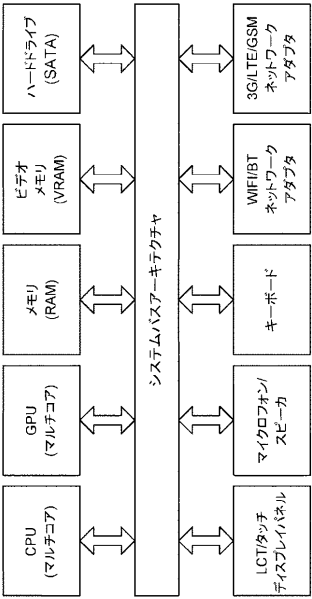 CPU
(マルチコア)
GPU
(マルチコア)
メモリ
(RAM)
ビデオ
メモリ
(VRAM)
ハードドライブ
(SATA)
システムバスアーキテクチャ
LCT/タッチ
ディスプレイパネル
マイクロフォン/
スピーカ
キーボード
WIFI/BT
ネットワーク
アダプタ
3G/LTE/GSM
ネットワーク
アダプタ